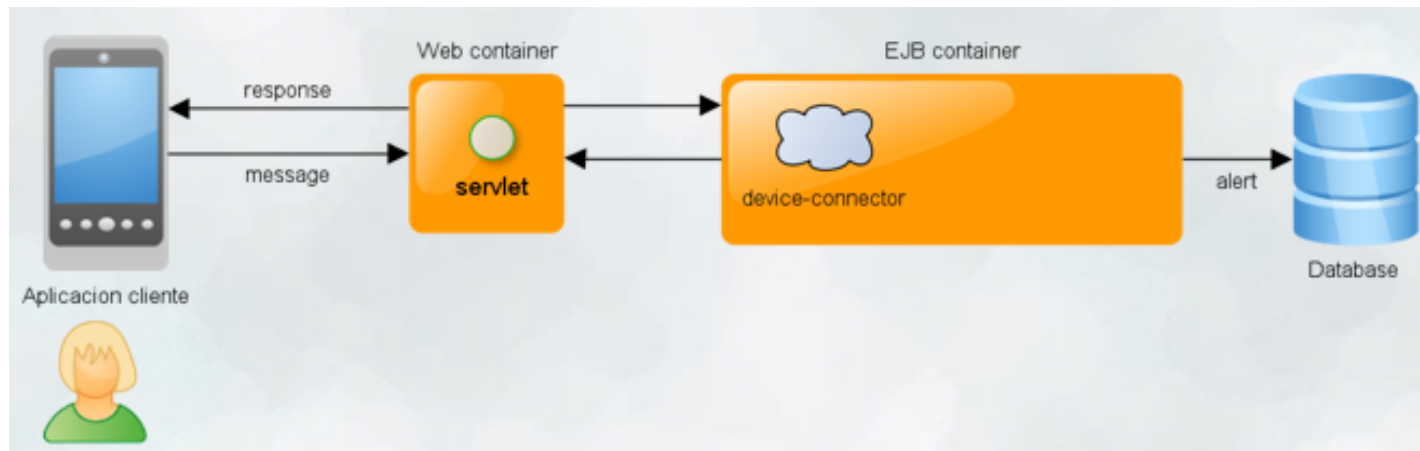 Web container
EJB container
response
message
servlet
device-connector
alert
Database
Aplicacion cliente